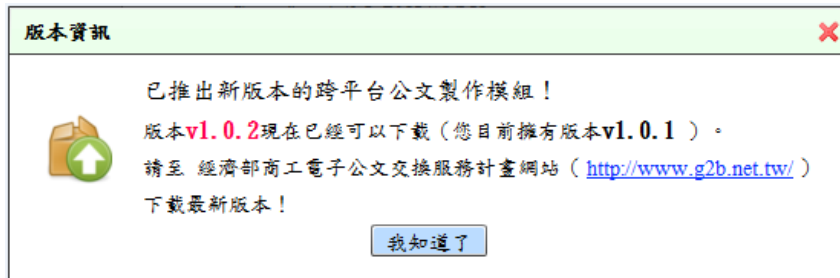 版本資訊
已推出新版本的跨平台公文製作模組！
版本v1.0.2現在已經可以下載（您目前擁有版本v1.0.1 ）。
請至 經濟部商工電子公文交換服務計畫網站（ http://www.g2b.net.tw/ ）
下載最新版本！
我知道了